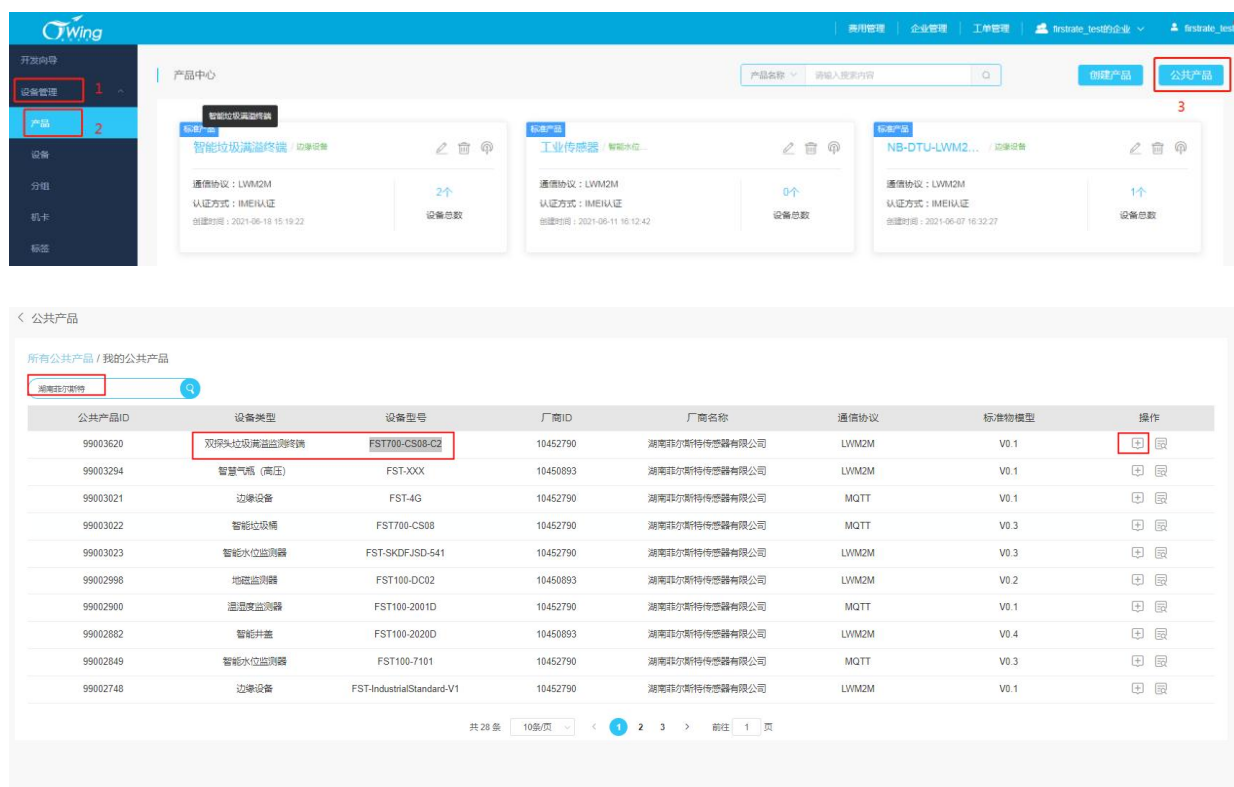 CTWing
费用管理 企业管理 工单管理 firstrate_test的企业 firstrate_test
开发向导
设备管理 1
产品 2
设备
分组
机卡
标签
产品中心 产品名称 请输入搜索内容 创建产品 公共产品
3
智能垃圾满溢终端
标准产品 标准产品 标准产品
智能垃圾满溢终端 / 边缘设备 工业传感器 / 智能水位... NB-DTU-LWM2... / 边缘设备
通信协议：LWM2M 2个 通信协议：LWM2M 0个 通信协议：LWM2M 1个
认证方式：IMEI认证 设备总数 认证方式：IMEI认证 设备总数 认证方式：IMEI认证 设备总数
创建时间：2021-06-18 15:19:22 创建时间：2021-06-11 16:12:42 创建时间：2021-06-07 16:32:27
< 公共产品
所有公共产品 / 我的公共产品
湖南菲尔斯特
公共产品ID 设备类型 设备型号 厂商ID 厂商名称 通信协议 标准物模型 操作
99003620 双探头垃圾满溢监测终端 FST700-CS08-C2 10452790 湖南菲尔斯特传感器有限公司 LWM2M V0.1
99003294 智慧气瓶（高压） FST-XXX 10450893 湖南菲尔斯特传感器有限公司 LWM2M V0.1
99003021 边缘设备 FST-4G 10452790 湖南菲尔斯特传感器有限公司 MQTT V0.1
99003022 智能垃圾桶 FST700-CS08 10452790 湖南菲尔斯特传感器有限公司 MQTT V0.3
99003023 智能水位监测器 FST-SKDFJSD-541 10452790 湖南菲尔斯特传感器有限公司 LWM2M V0.3
99002998 地磁监测器 FST100-DC02 10450893 湖南菲尔斯特传感器有限公司 LWM2M V0.2
99002900 温湿度监测器 FST100-2001D 10452790 湖南菲尔斯特传感器有限公司 MQTT V0.1
99002882 智能井盖 FST100-2020D 10450893 湖南菲尔斯特传感器有限公司 LWM2M V0.4
99002849 智能水位监测器 FST100-7101 10452790 湖南菲尔斯特传感器有限公司 MQTT V0.3
99002748 边缘设备 FST-IndustrialStandard-V1 10452790 湖南菲尔斯特传感器有限公司 LWM2M V0.1
共 28 条 10条/页 < 1 2 3 > 前往 1 页